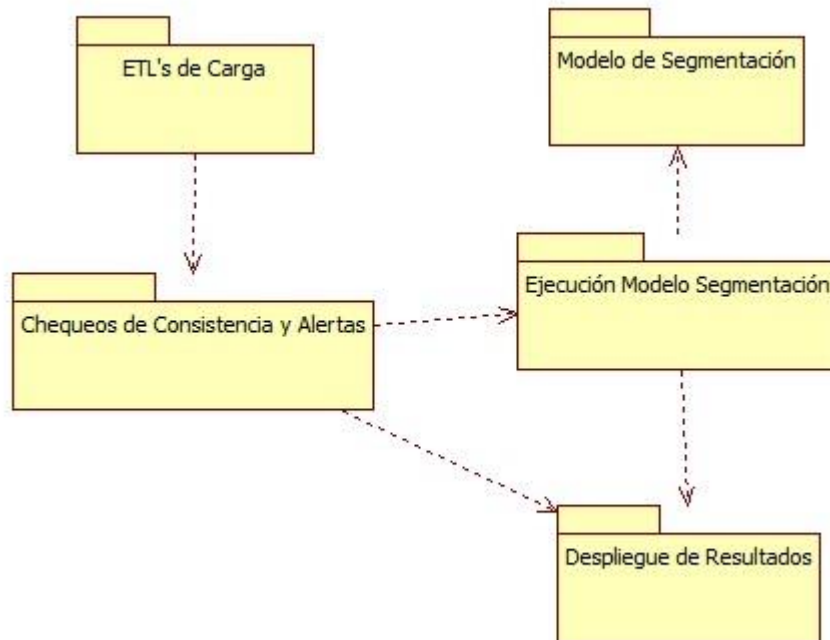 ETL's de Carga
Modelo de Segmentación
Ejecución Modelo Segmentación
Chequeos de Consistencia y Alertas
Despliegue de Resultados